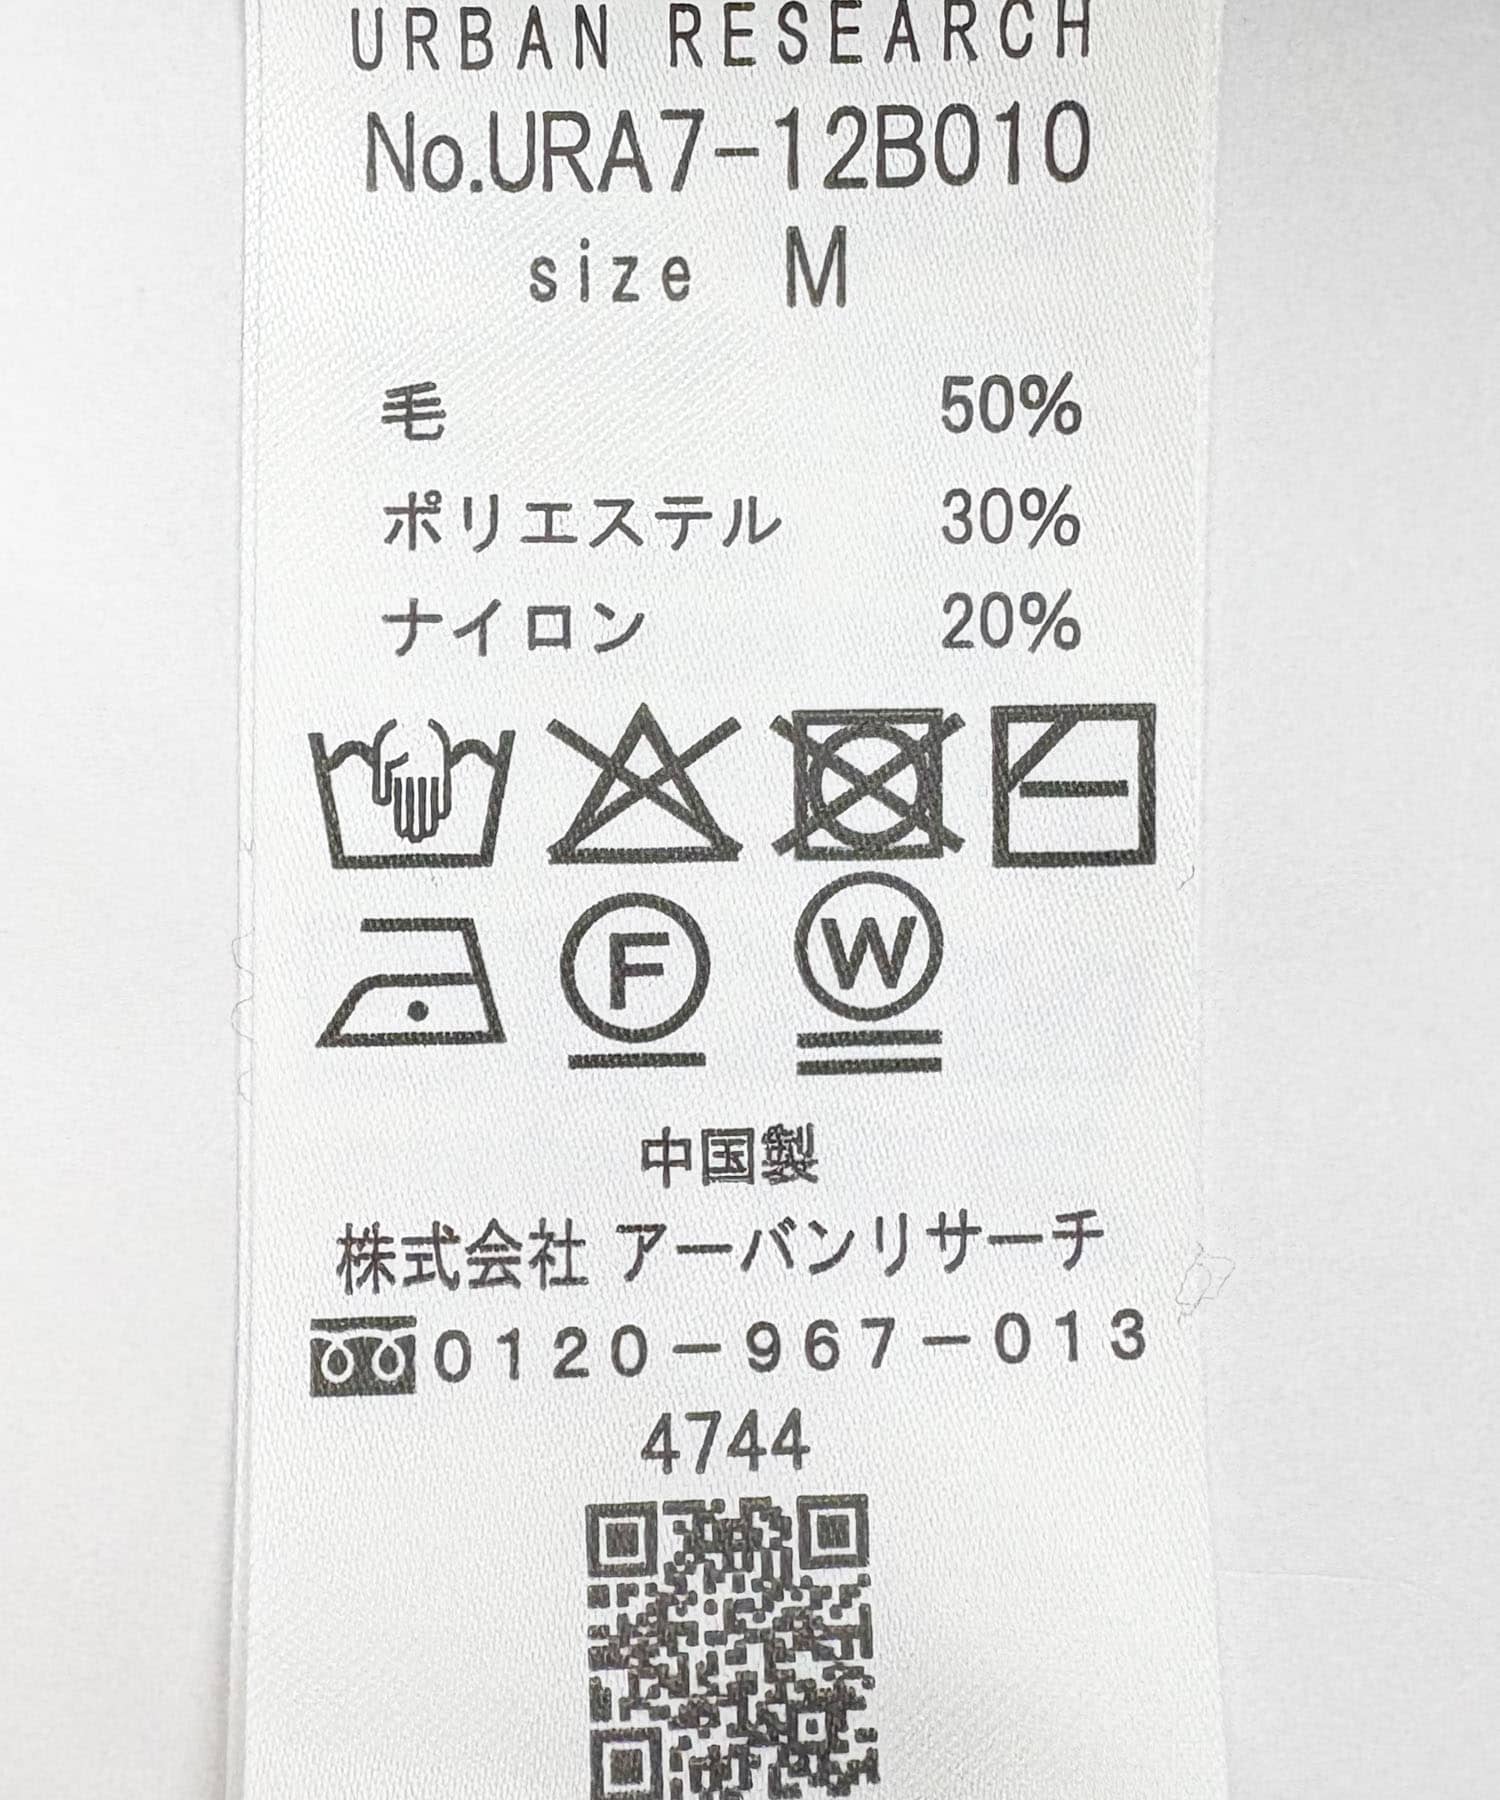 URBAN RESEARCH
No.URA7-12B010
size M
毛 50%
ポリエステル 30%
ナイロン 20%
F W
中国製
株式会社 アーバンリサーチ
0120-967-013
4744